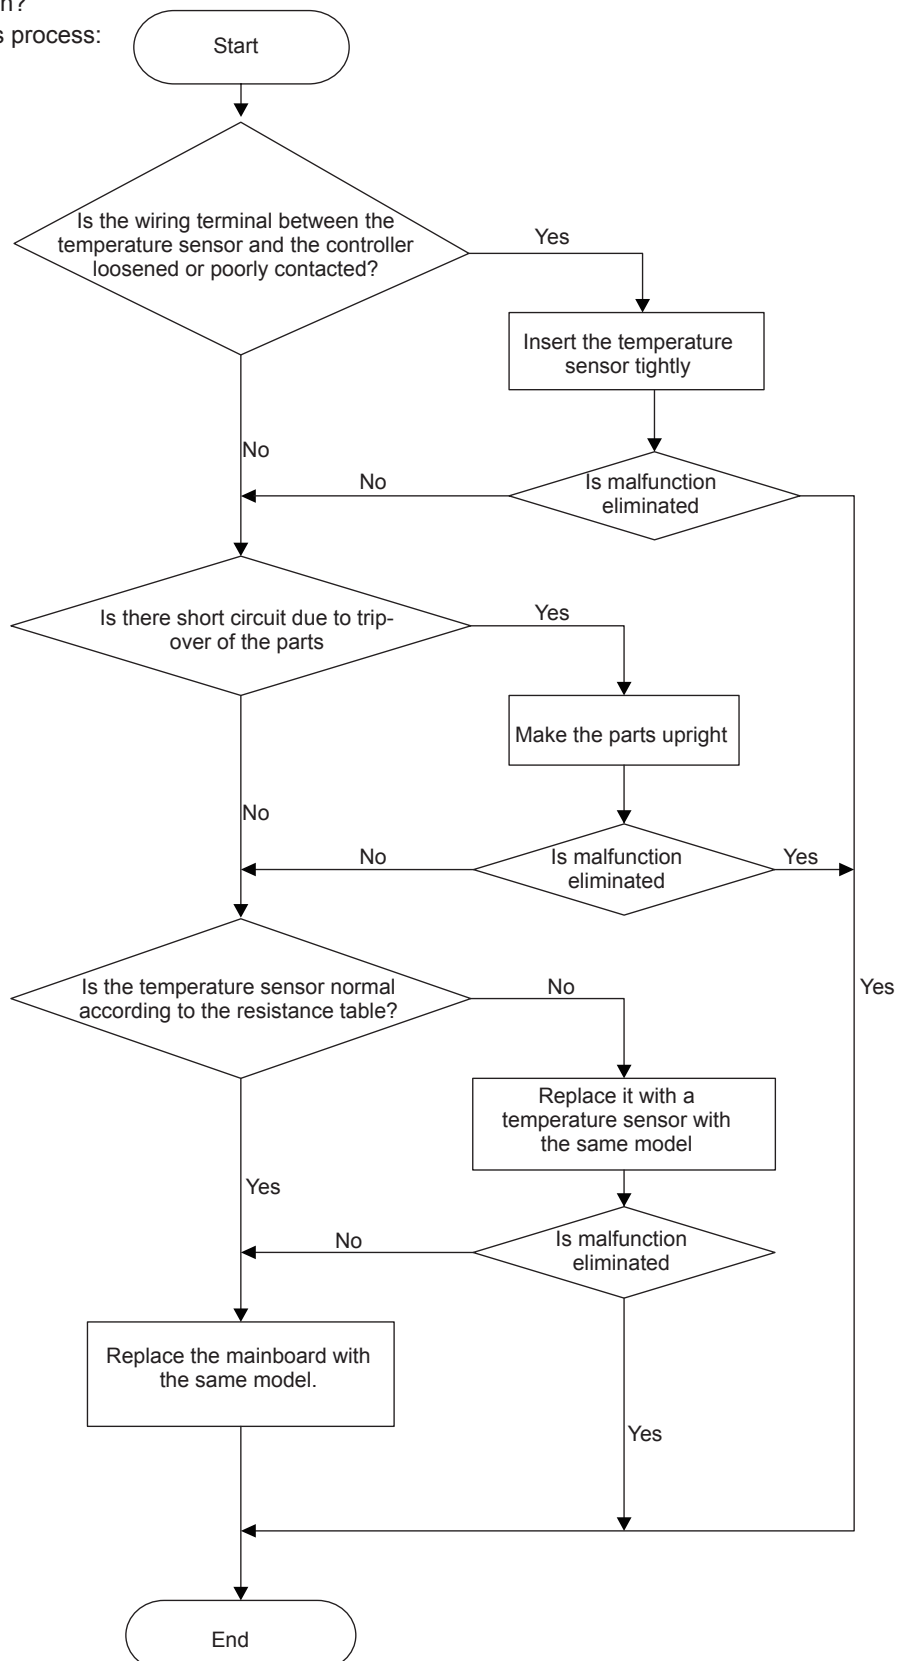 s process:
Start
Is the wiring terminal between the
temperature sensor and the controller
loosened or poorly contacted?
Yes
Insert the temperature
sensor tightly
No
No
Is malfunction
eliminated
Is there short circuit due to trip-
over of the parts
Yes
Make the parts upright
No
No
Is malfunction
eliminated
Yes
Is the temperature sensor normal
according to the resistance table?
No
Yes
Replace it with a
temperature sensor with
the same model
Yes
No
Is malfunction
eliminated
Replace the mainboard with
the same model.
Yes
End